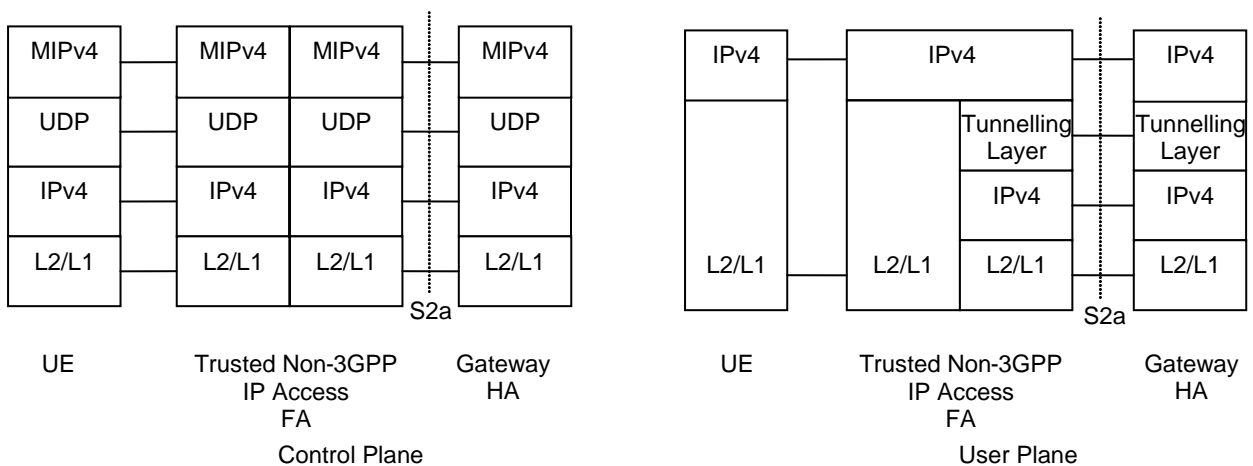 MIPv4 MIPv4 MIPv4 MIPv4
UDP UDP UDP UDP
IPv4 IPv4 IPv4 IPv4
L2/L1 L2/L1 L2/L1 L2/L1
S2a
UE Trusted Non-3GPP Gateway
IP Access HA
FA
Control Plane
IPv4 IPv4 IPv4
Tunnelling Tunnelling
Layer Layer
IPv4 IPv4
L2/L1 L2/L1 L2/L1 L2/L1
S2a
UE Trusted Non-3GPP Gateway
IP Access HA
FA
User Plane